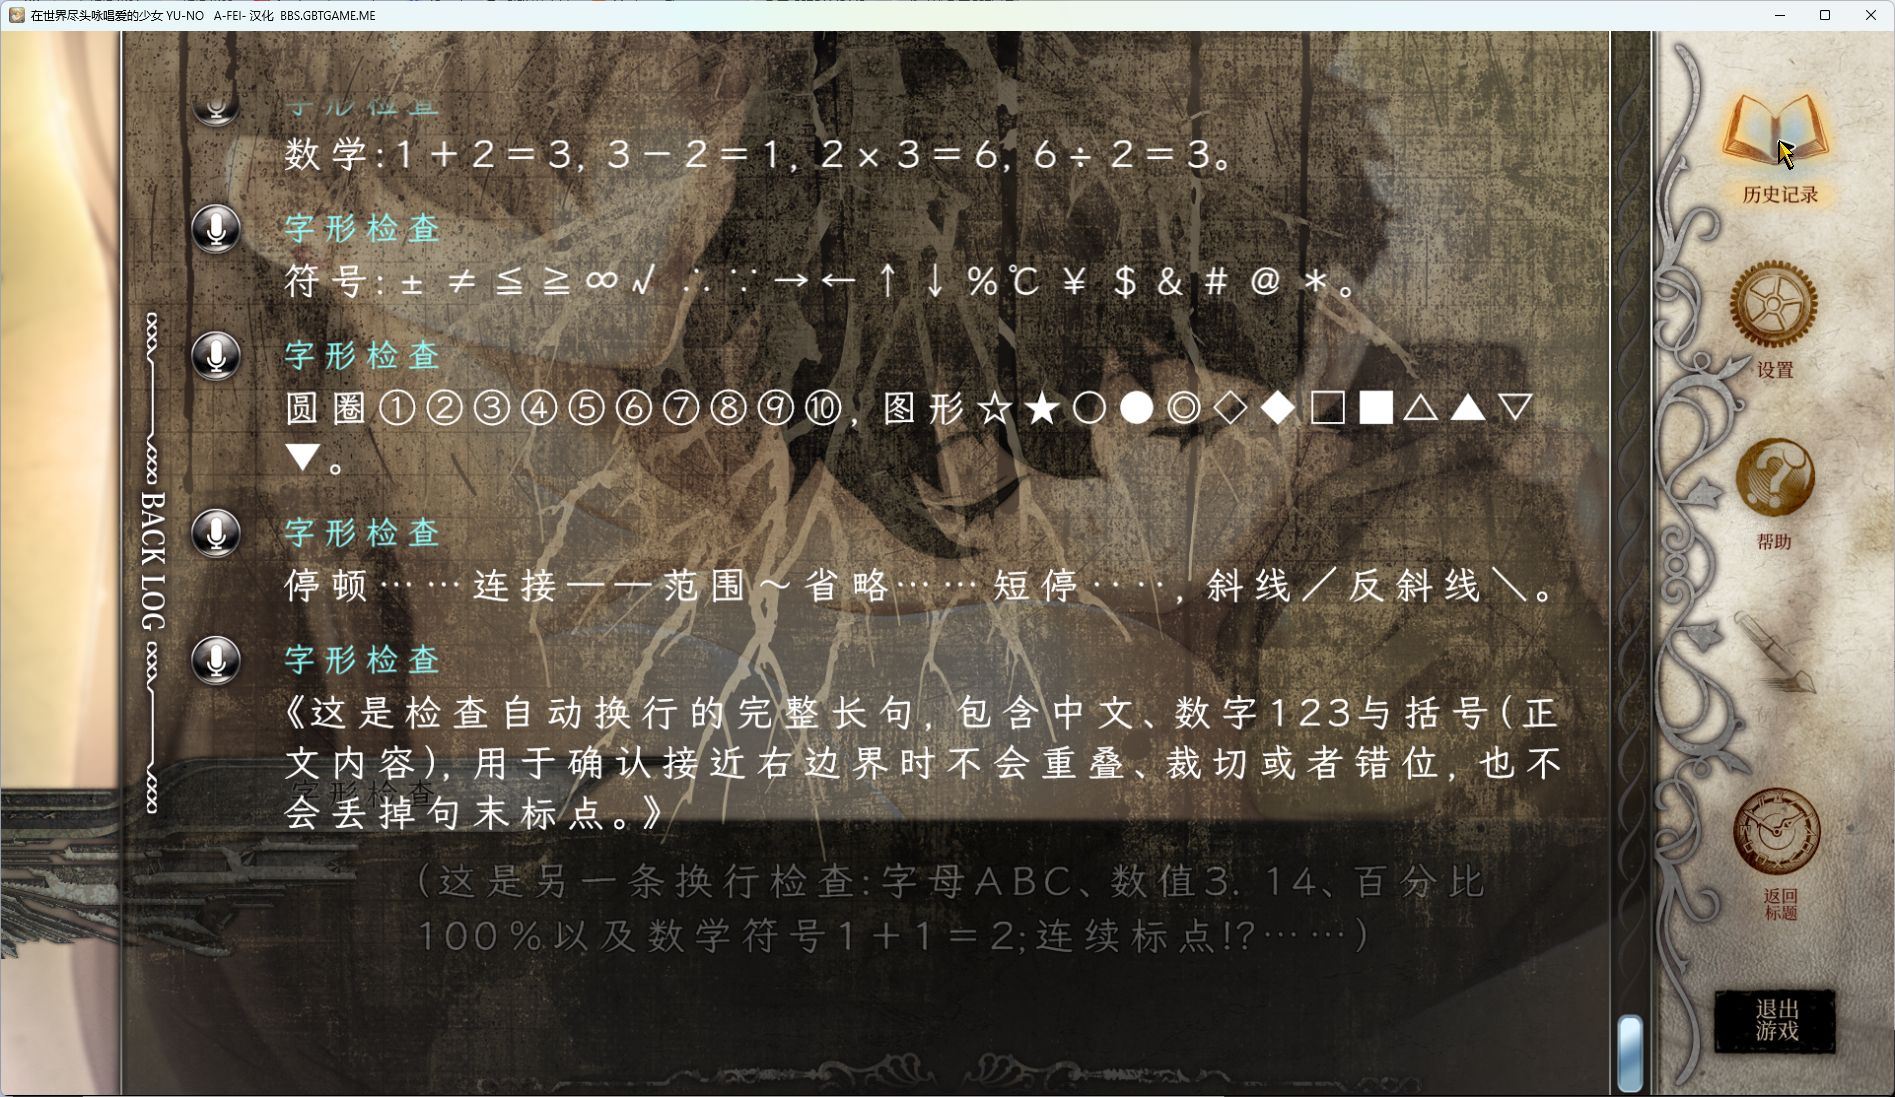 在世界尽头咏唱爱的少女 YU-NO   A-FEI- 汉化  BBS.GBTGAME.ME
字形检查
数学:1+2=3, 3-2=1, 2×3=6, 6÷2=3。
字形检查
符号:± ≠ ≦ ≧ ∞ √ ∴ ∵ → ← ↑ ↓ % ℃ ¥ $ & # @ *。
字形检查
圆圈①②③④⑤⑥⑦⑧⑨⑩, 图形☆★○●◎◇◆□■△▲▽
▼。
字形检查
停顿……连接——范围～省略……短停‥‥, 斜线／反斜线＼。
字形检查
《这是检查自动换行的完整长句, 包含中文、数字123与括号(正
文内容), 用于确认接近右边界时不会重叠、裁切或者错位, 也不
会丢掉句末标点。》
字形检查
(这是另一条换行检查:字母ABC、数值3. 14、百分比
100%以及数学符号1+1=2;连续标点!?……)
BACK LOG
历史记录
设置
帮助
返回
标题
退出
游戏